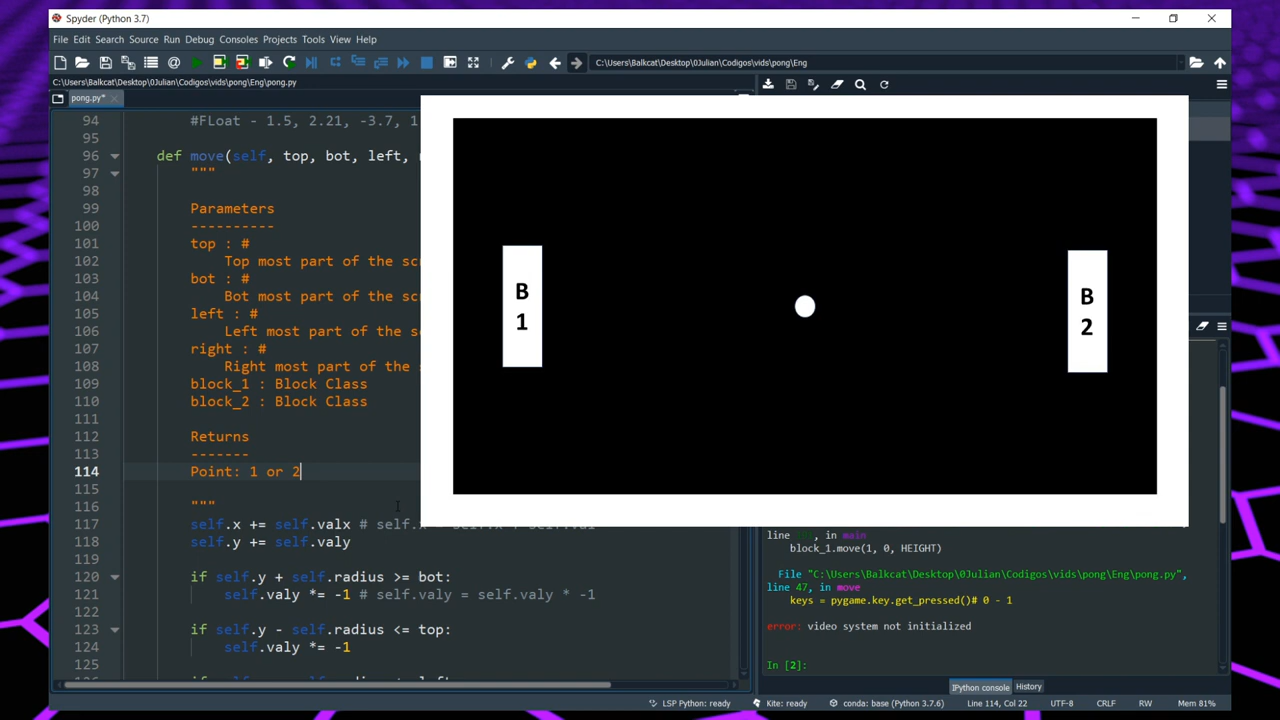 Spyder (Python 3.7)
File Edit Search Source Run Debug Consoles Projects Tools View Help
C:\Users\Balkcat\Desktop\0Julian\Codigos\vids\pong\Eng
C:\Users\Balkcat\Desktop\0Julian\Codigos\vids\pong\Eng\pong.py
pong.py*
94 #FLoat - 1.5, 2.21, -3.7, 1
95
96 def move(self, top, bot, left,
97 """
98
99 Parameters
100 ----------
101 top : #
102 Top most part of the
103 bot : #
104 Bot most part of the
105 left : #
106 Left most part of the
107 right : #
108 Right most part of the
109 block_1 : Block Class
110 block_2 : Block Class
111
112 Returns
113 -------
114 Point: 1 or 2
115
116 """
117 self.x += self.valx #
118 self.y += self.valy
119
120 if self.y + self.radius >= bot:
121 self.valy *= -1 # self.valy = self.valy * -1
122
123 if self.y - self.radius <= top:
124 self.valy *= -1
125
B
1
B
2
line in main
block_1.move(1, 0, HEIGHT)
File "C:\Users\Balkcat\Desktop\0Julian\Codigos\vids\pong\Eng\pong.py",
line 47, in move
keys = pygame.key.get_pressed()# 0 - 1
error: video system not initialized
In [2]:
IPython console History
LSP Python: ready Kite: ready conda: base (Python 3.7.6) Line 114, Col 22 UTF-8 CRLF RW Mem 81%